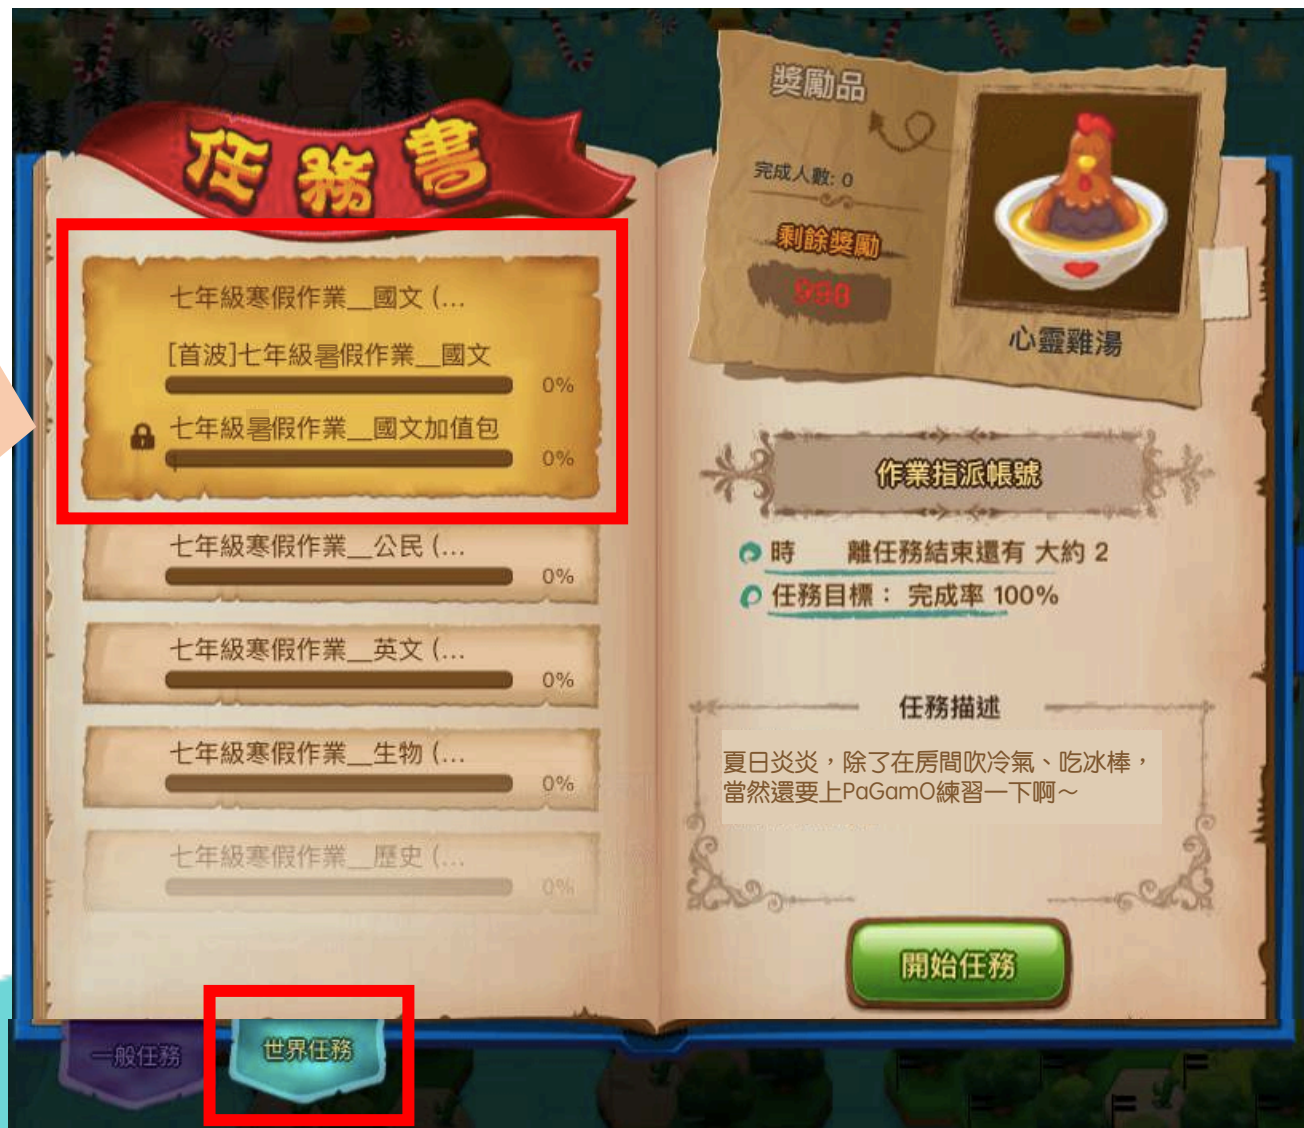 任務書
七年級寒假作業__國文 (...
[首波]七年級暑假作業__國文
0%
七年級暑假作業__國文加值包
0%
七年級寒假作業__公民 (...
0%
七年級寒假作業__英文 (...
0%
七年級寒假作業__生物 (...
0%
七年級寒假作業__歷史 (...
0%
一般任務
世界任務
獎勵品
完成人數: 0
剩餘獎勵
998
心靈雞湯
作業指派帳號
時 離任務結束還有 大約 2
任務目標： 完成率 100%
任務描述
夏日炎炎，除了在房間吹冷氣、吃冰棒，
當然還要上PaGamO練習一下啊～
開始任務